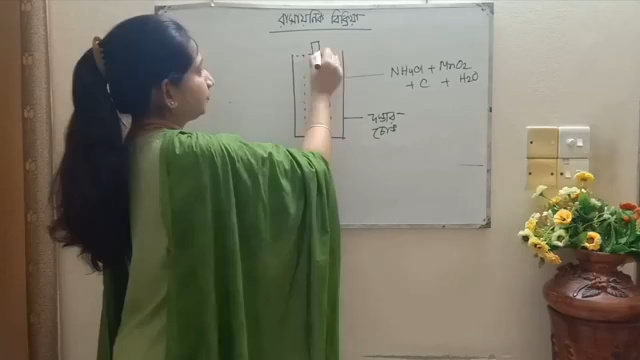 রাসায়নিক বিক্রিয়া
NH4Cl + MnO2
+ C + H2O
দস্তার
চোঙ